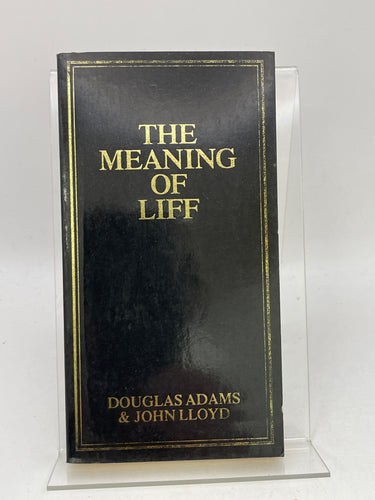 THE
MEANING
OF
LIFF
DOUGLAS ADAMS
& JOHN LLOYD